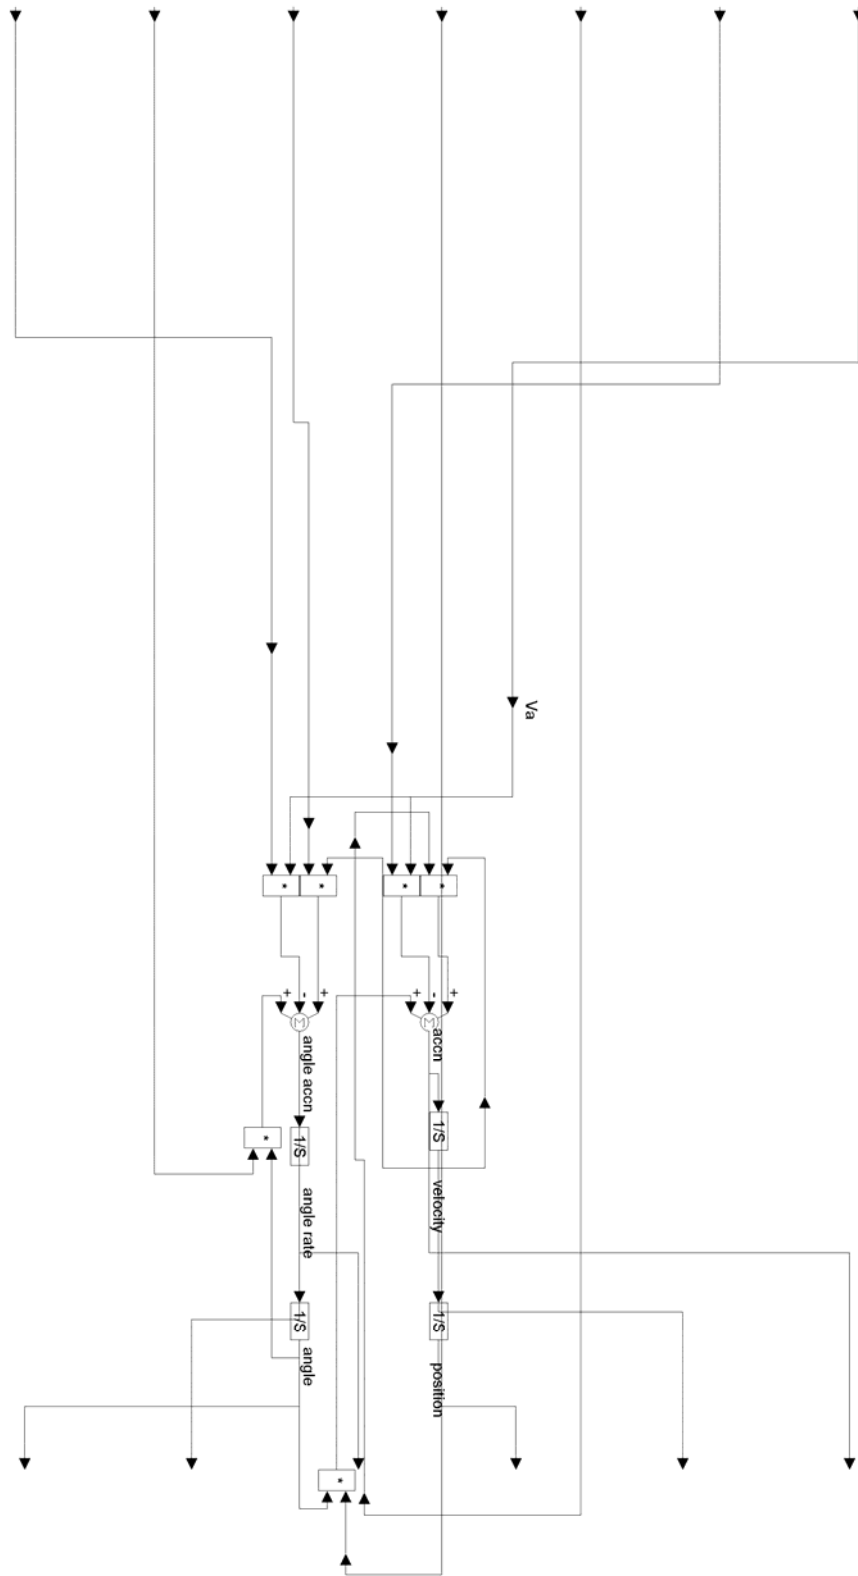 Va
*
*
*
*
+
-
+
+
-
+
Σ
Σ
accn
angle accn
1/S
*
1/S
velocity
angle rate
1/S
1/S
angle
position
*